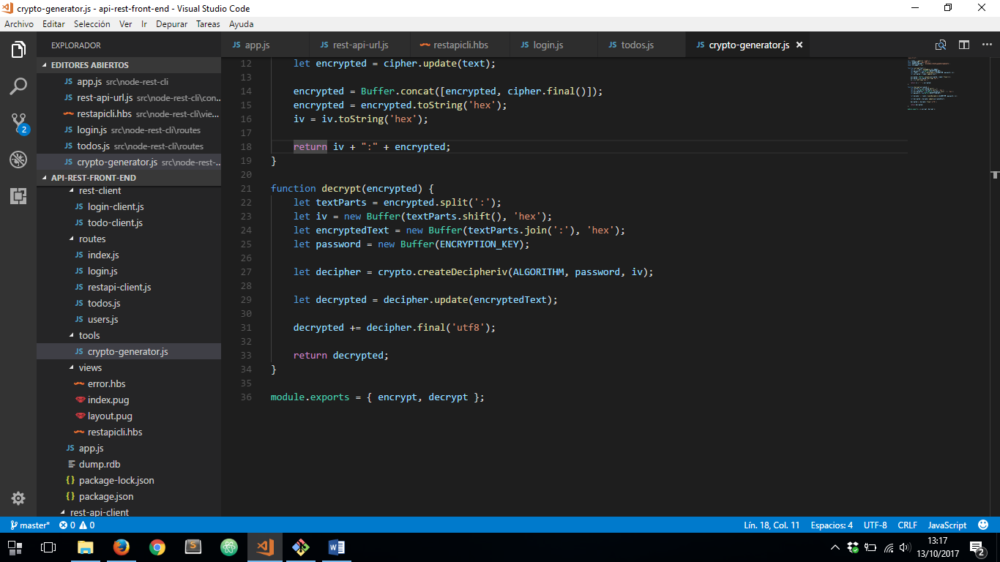 crypto-generator.js - api-rest-front-end - Visual Studio Code
Archivo Editar Selección Ver Ir Depurar Tareas Ayuda
EXPLORADOR
EDITORES ABIERTOS
JS app.js src\node-rest-cli
JS rest-api-url.js src\node-rest-cli\con...
restapicli.hbs src\node-rest-cli\vie...
JS login.js src\node-rest-cli\routes
JS todos.js src\node-rest-cli\routes
JS crypto-generator.js src\node-rest-...
API-REST-FRONT-END
rest-client
JS login-client.js
JS todo-client.js
routes
JS index.js
JS login.js
JS restapi-client.js
JS todos.js
JS users.js
tools
JS crypto-generator.js
views
error.hbs
index.pug
layout.pug
restapicli.hbs
JS app.js
dump.rdb
{} package-lock.json
{} package.json
rest-api-client
2
JS app.js JS rest-api-url.js restapicli.hbs JS login.js JS todos.js JS crypto-generator.js
12 let encrypted = cipher.update(text);
13
14 encrypted = Buffer.concat([encrypted, cipher.final()]);
15 encrypted = encrypted.toString('hex');
16 iv = iv.toString('hex');
17
18 return iv + ":" + encrypted;
19 }
20
21 function decrypt(encrypted) {
22 let textParts = encrypted.split(':');
23 let iv = new Buffer(textParts.shift(), 'hex');
24 let encryptedText = new Buffer(textParts.join(':'), 'hex');
25 let password = new Buffer(ENCRYPTION_KEY);
26
27 let decipher = crypto.createDecipheriv(ALGORITHM, password, iv);
28
29 let decrypted = decipher.update(encryptedText);
30
31 decrypted += decipher.final('utf8');
32
33 return decrypted;
34 }
35
36 module.exports = { encrypt, decrypt };
master* 0 0 Lín. 18, Col. 11 Espacios: 4 UTF-8 CRLF JavaScript
13:17
13/10/2017
2